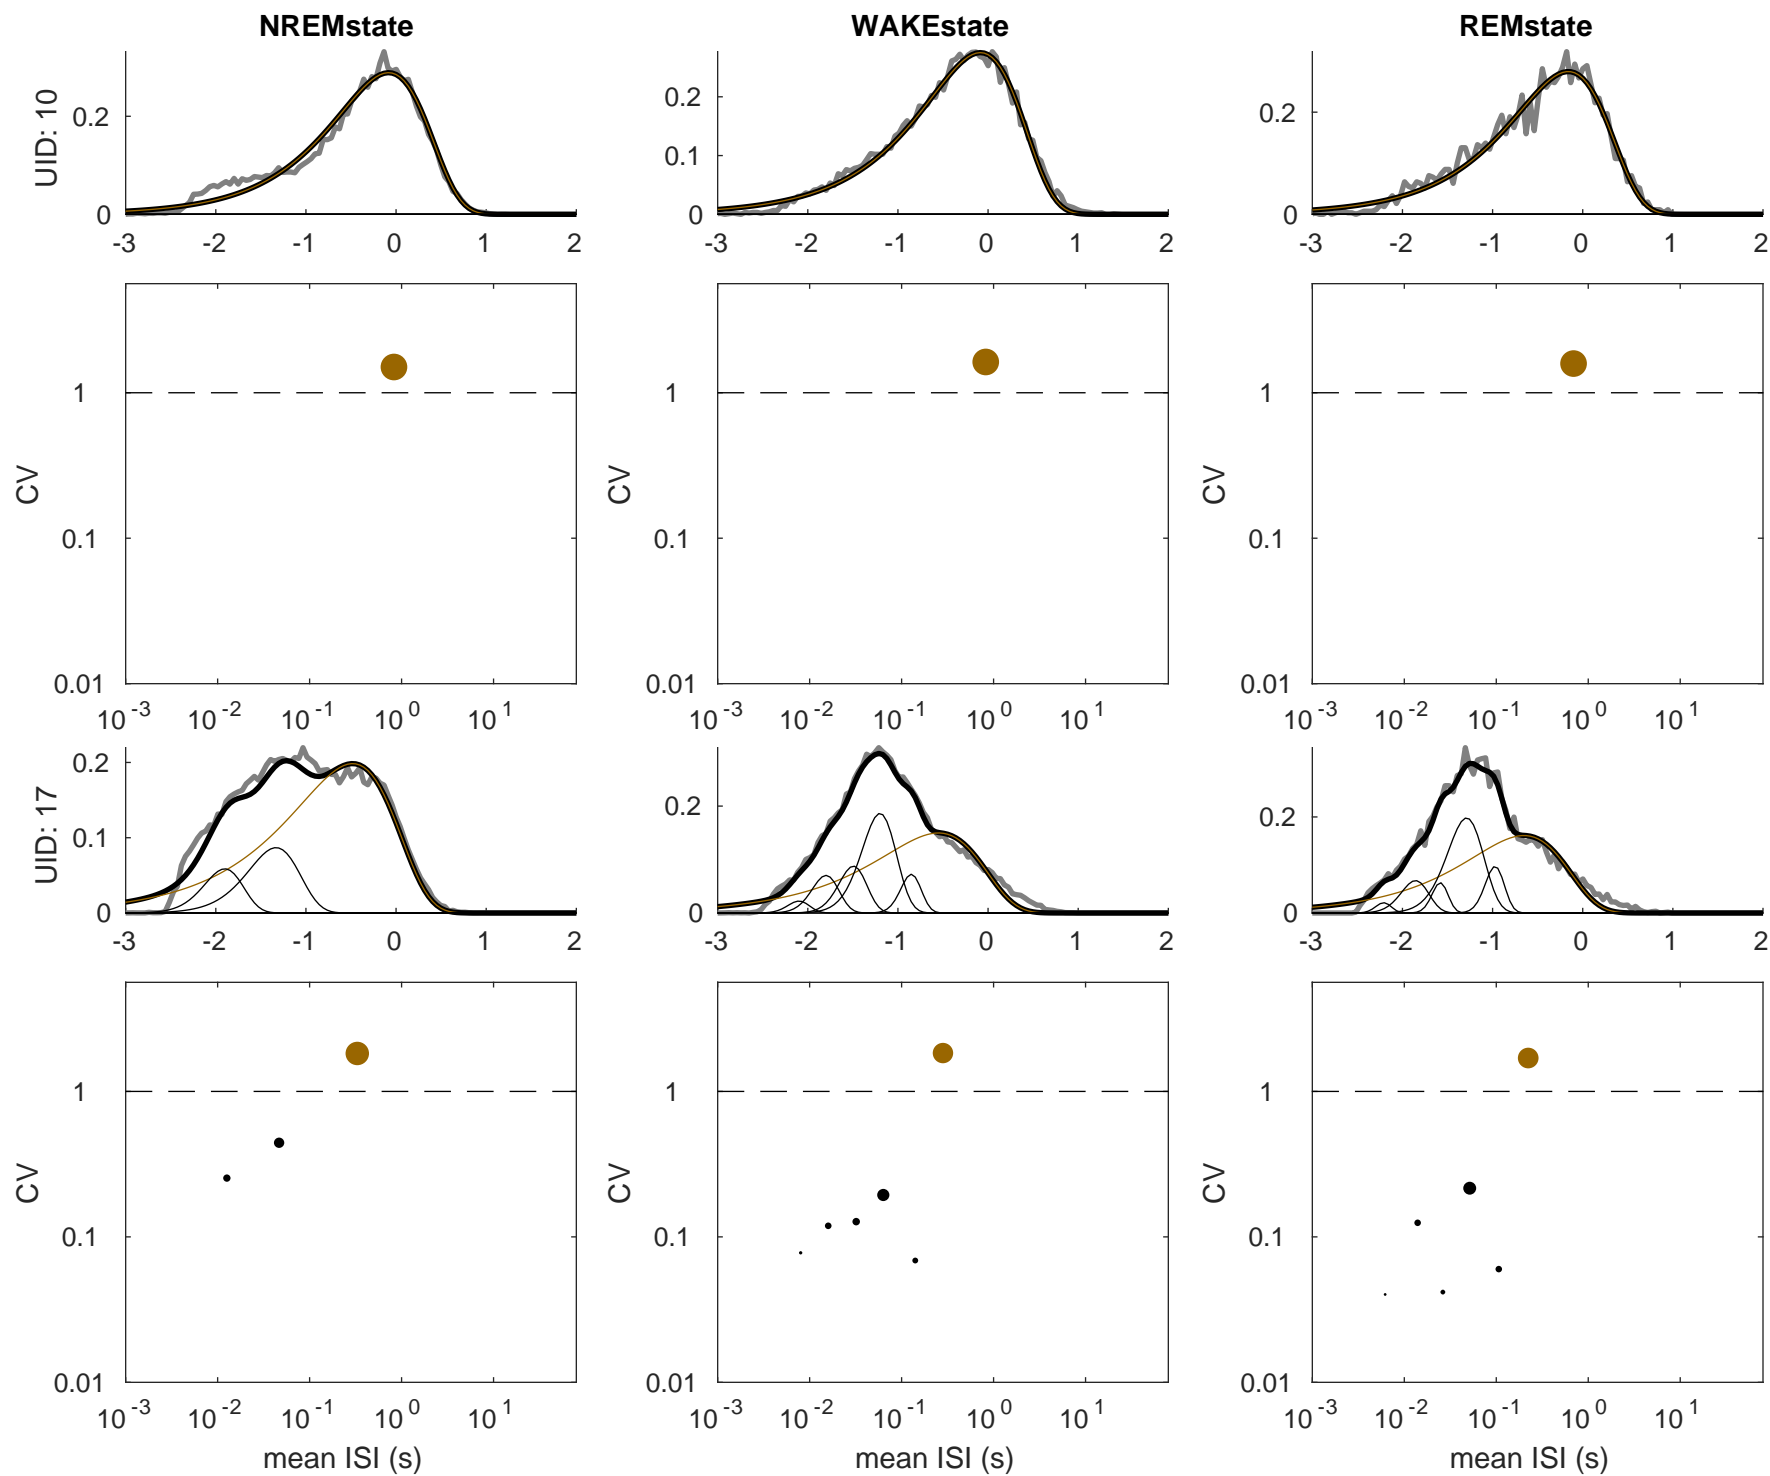 NREMstate WAKEstate REMstate
UID: 10
0.2 0.2 0.2
0.1
0 0 0
-3 -2 -1 0 1 2 -3 -2 -1 0 1 2 -3 -2 -1 0 1 2
CV CV CV
1 1 1
0.1 0.1 0.1
0.01 0.01 0.01
10^-3 10^-2 10^-1 10^0 10^1 10^-3 10^-2 10^-1 10^0 10^1 10^-3 10^-2 10^-1 10^0 10^1
UID: 17
0.2 0.2 0.2
0.1
0 0 0
-3 -2 -1 0 1 2 -3 -2 -1 0 1 2 -3 -2 -1 0 1 2
CV CV CV
1 1 1
0.1 0.1 0.1
0.01 0.01 0.01
10^-3 10^-2 10^-1 10^0 10^1 10^-3 10^-2 10^-1 10^0 10^1 10^-3 10^-2 10^-1 10^0 10^1
mean ISI (s) mean ISI (s) mean ISI (s)